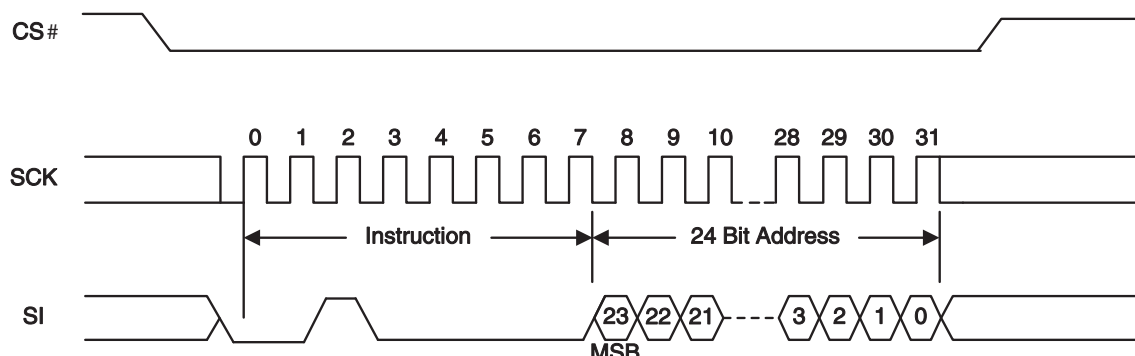 CS#
0 1 2 3 4 5 6 7 8 9 10 28 29 30 31
SCK
Instruction 24 Bit Address
SI 23 22 21 3 2 1 0
MSB